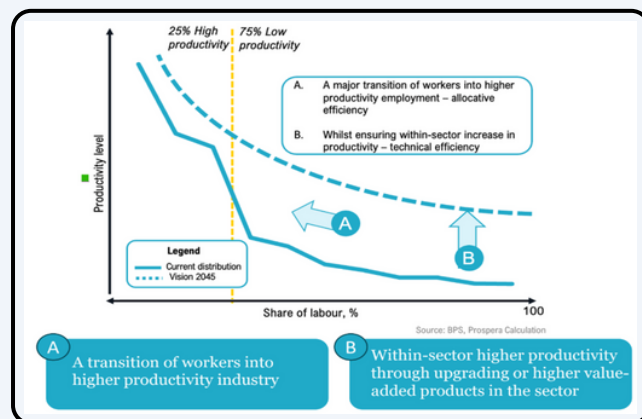 25% High productivity
75% Low productivity
A. A major transition of workers into
higher productivity employment – allocative
efficiency
B. Whilst ensuring within-sector increase in
productivity – technical efficiency
Productivity level
A
B
Legend
Current distribution
Vision 2045
Share of labour, %
100
Source: BPS, Prospera Calculation
A
A transition of workers into
higher productivity industry
B
Within-sector higher productivity
through upgrading or higher value-
added products in the sector